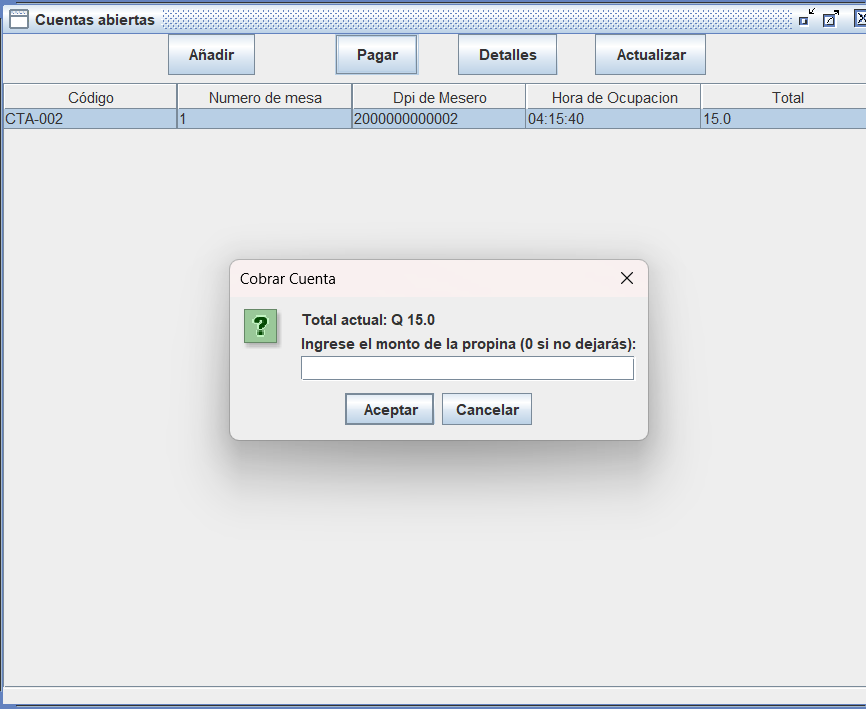 Cuentas abiertas
Añadir Pagar Detalles Actualizar
Código Numero de mesa Dpi de Mesero Hora de Ocupacion Total
CTA-002 1 2000000000002 04:15:40 15.0
Cobrar Cuenta
Total actual: Q 15.0
Ingrese el monto de la propina (0 si no dejarás):
Aceptar Cancelar